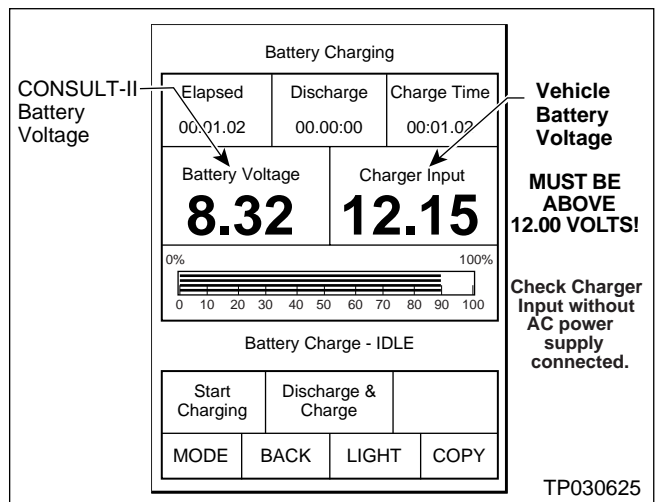 Battery Charging
CONSULT-II
Battery
Voltage
Elapsed
00:01.02
Discharge
00.00:00
Charge Time
00:01.02
Vehicle
Battery
Voltage
Battery Voltage
8.32
Charger Input
12.15
MUST BE
ABOVE
12.00 VOLTS!
0%
100%
0 10 20 30 40 50 60 70 80 90 100
Check Charger
Input without
AC power
supply
connected.
Battery Charge - IDLE
Start
Charging
Discharge &
Charge
MODE
BACK
LIGHT
COPY
TP030625